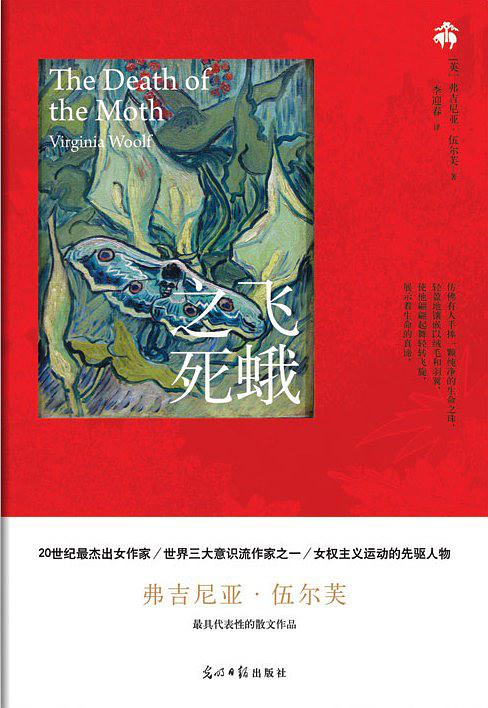 The Death of
the Moth
Virginia Woolf
飞蛾
之死
[英] 弗吉尼亚·伍尔芙 著
李迎春 译
仿佛有人手捧一颗纯净的生命之珠，
轻盈地镶嵌以绒毛和羽翼，
使他翩翩起舞轻转飞旋，
展示着生命的真谛。
20世纪最杰出女作家/世界三大意识流作家之一/女权主义运动的先驱人物
弗吉尼亚·伍尔芙
最具代表性的散文作品
光明日报出版社